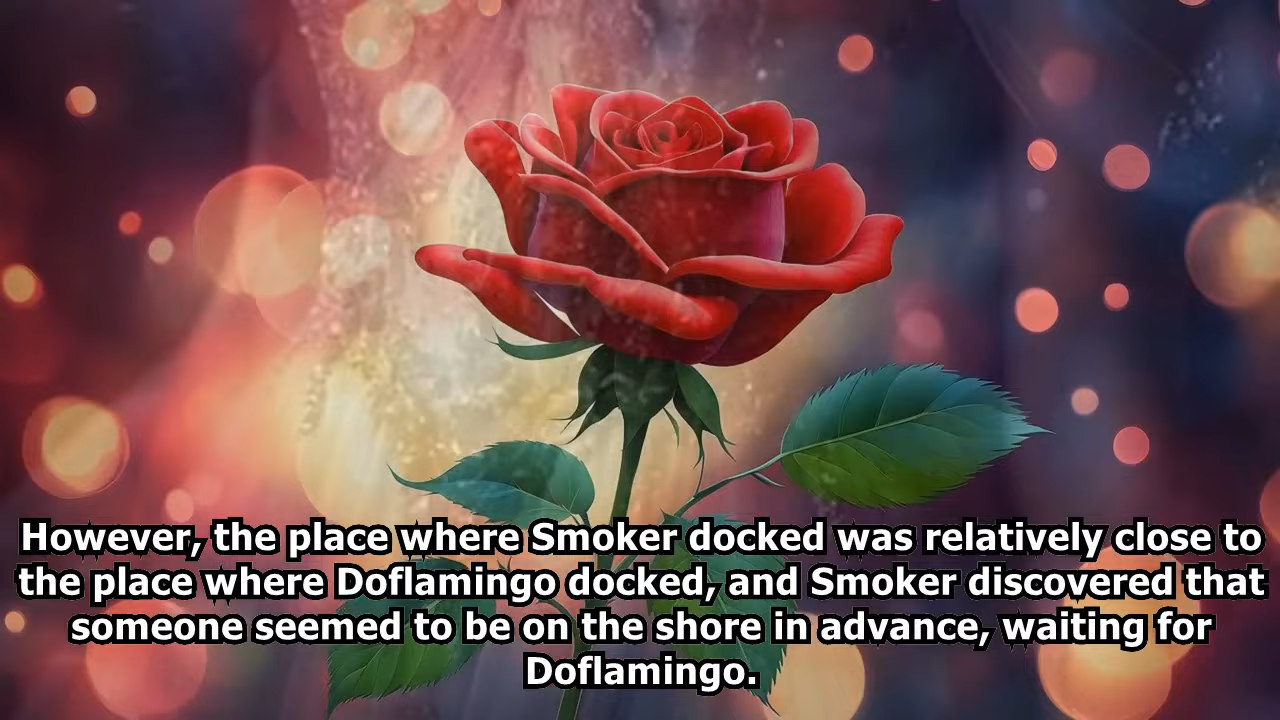 However, the place where Smoker docked was relatively close to
the place where Doflamingo docked, and Smoker discovered that
someone seemed to be on the shore in advance, waiting for
Doflamingo.